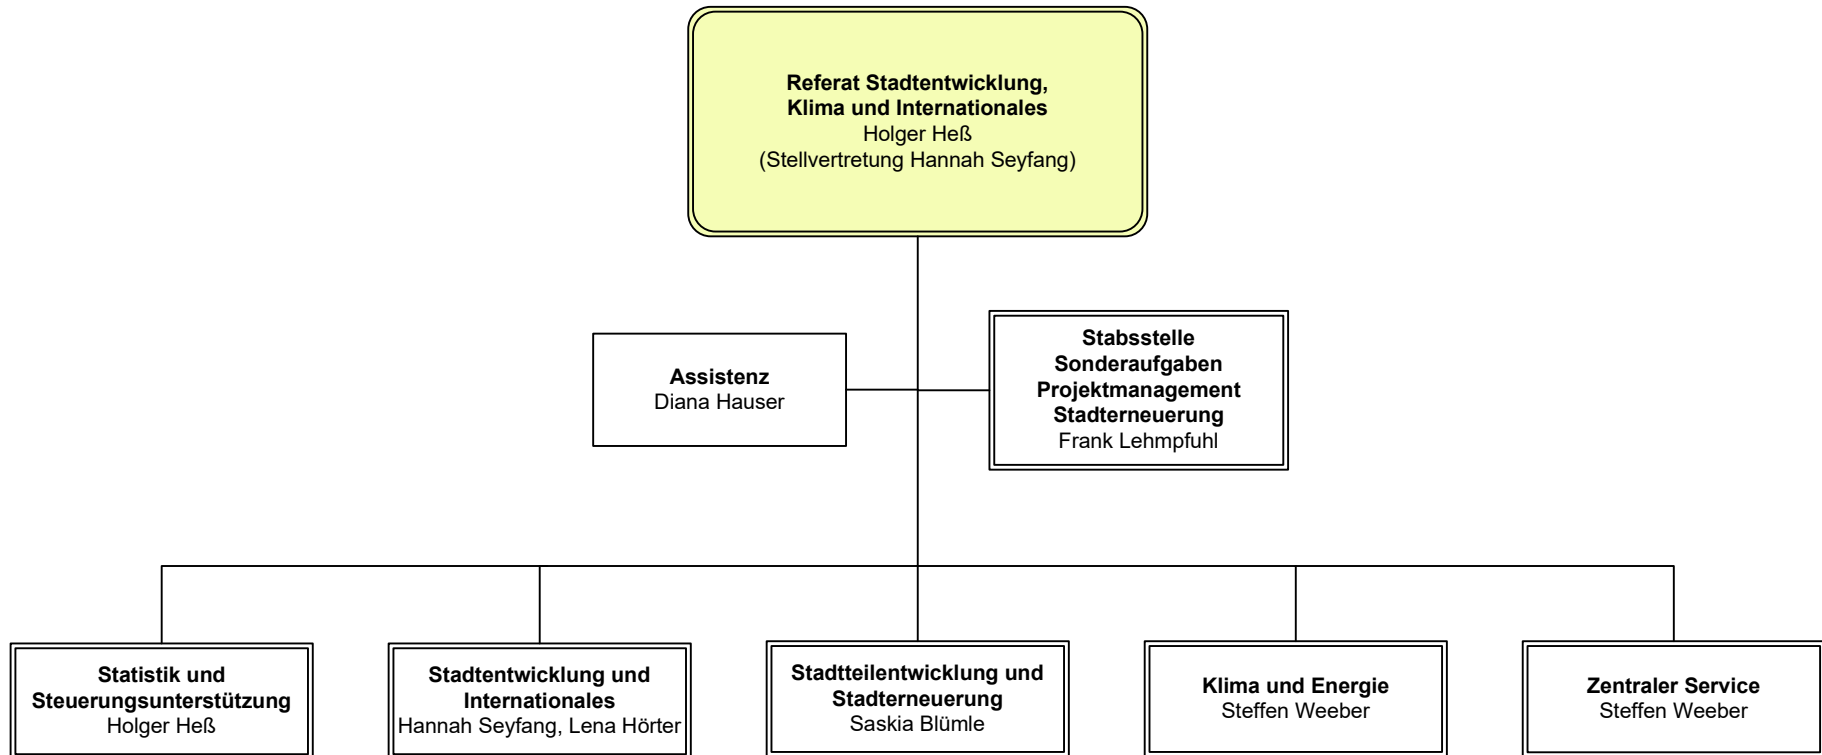 Referat Stadtentwicklung,
Klima und Internationales
Holger Heß
(Stellvertretung Hannah Seyfang)
Assistenz
Diana Hauser
Stabsstelle
Sonderaufgaben
Projektmanagement
Stadterneuerung
Frank Lehmpfuhl
Statistik und
Steuerungsunterstützung
Holger Heß
Stadtentwicklung und
Internationales
Hannah Seyfang, Lena Hörter
Stadtteilentwicklung und
Stadterneuerung
Saskia Blümle
Klima und Energie
Steffen Weeber
Zentraler Service
Steffen Weeber